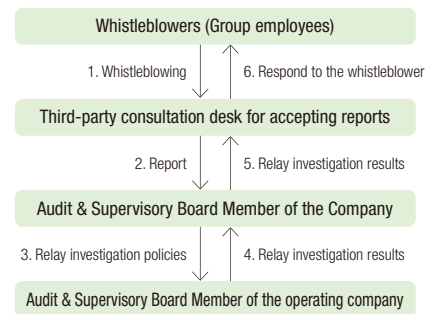 Whistleblowers (Group employees)
1. Whistleblowing
6. Respond to the whistleblower
Third-party consultation desk for accepting reports
2. Report
5. Relay investigation results
Audit & Supervisory Board Member of the Company
3. Relay investigation policies
4. Relay investigation results
Audit & Supervisory Board Member of the operating company